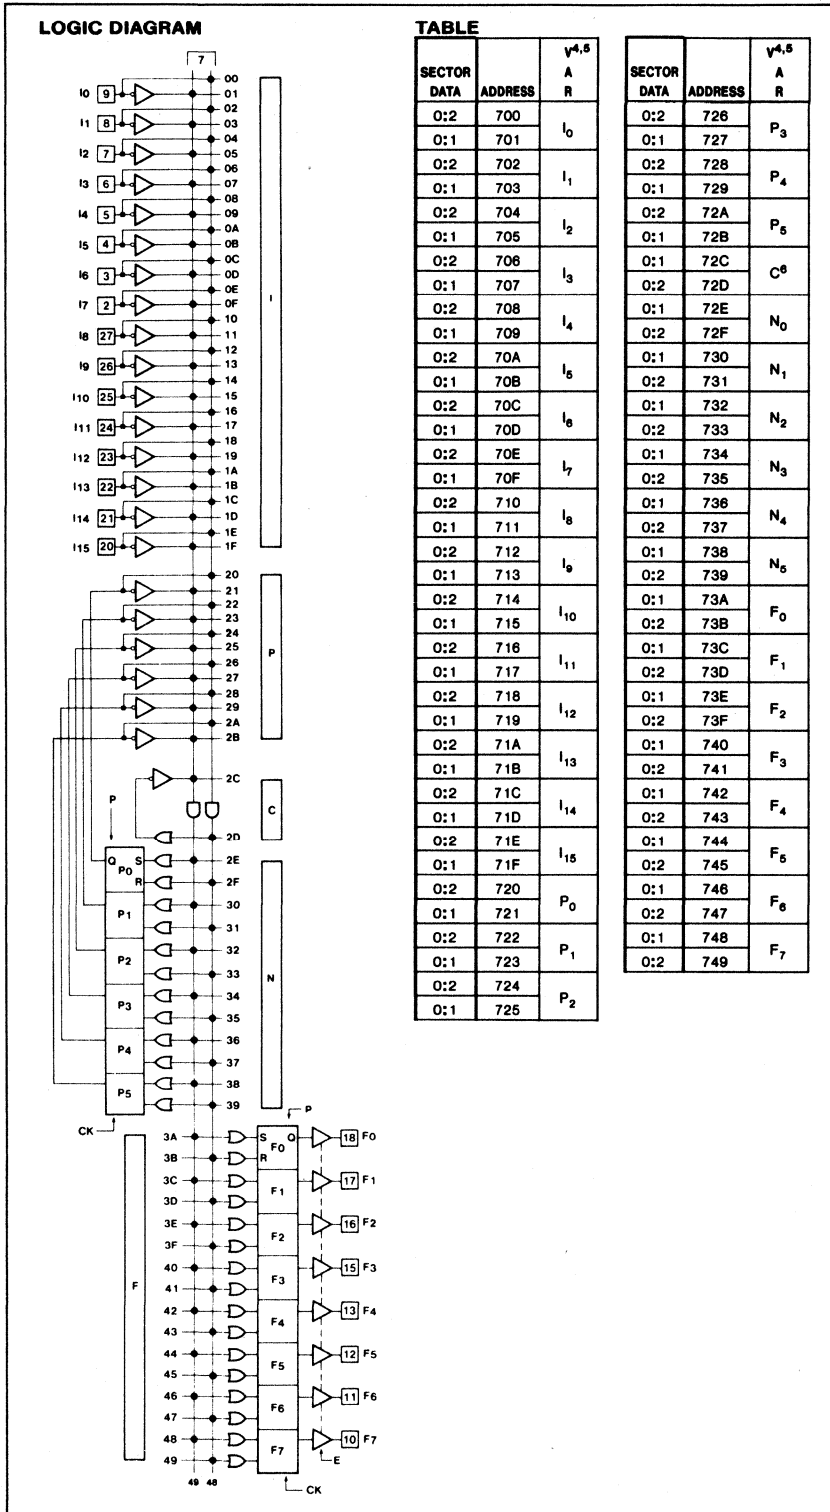 LOGIC DIAGRAM
7
00
I0 9 01
02
I1 8 03
04
I2 7 05
06
I3 6 07
08
I4 5 09
0A
I5 4 0B
0C
I6 3 0D
0E
I7 2 0F
10
I8 27 11
12
I9 26 13
14
I10 25 15
16
I11 24 17
18
I12 23 19
1A
I13 22 1B
1C
I14 21 1D
1E
I15 20 1F
I
20
21
22
23
24
25
26
27
28
29
2A
2B
P
2C
C
P
2D
Q S 2E
P0
R 2F
P1 30
31
P2 32
33
P3 34
35
P4 36
37
P5 38
39
N
CK
P
3A S Q 18 F0
F0
3B R
3C F1 17 F1
3D
3E F2 16 F2
3F
40 F3 15 F3
41
F
42 F4 13 F4
43
44 F5 12 F5
45
46 F6 11 F6
47
48 F7 10 F7
49 E
49 48
CK
TABLE
SECTOR DATA ADDRESS V4,5 A R
0:2 700 I0
0:1 701
0:2 702 I1
0:1 703
0:2 704 I2
0:1 705
0:2 706 I3
0:1 707
0:2 708 I4
0:1 709
0:2 70A I5
0:1 70B
0:2 70C I6
0:1 70D
0:2 70E I7
0:1 70F
0:2 710 I8
0:1 711
0:2 712 I9
0:1 713
0:2 714 I10
0:1 715
0:2 716 I11
0:1 717
0:2 718 I12
0:1 719
0:2 71A I13
0:1 71B
0:2 71C I14
0:1 71D
0:2 71E I15
0:1 71F
0:2 720 P0
0:1 721
0:2 722 P1
0:1 723
0:2 724 P2
0:1 725
SECTOR DATA ADDRESS V4,5 A R
0:2 726 P3
0:1 727
0:2 728 P4
0:1 729
0:2 72A P5
0:1 72B
0:1 72C C6
0:2 72D
0:1 72E N0
0:2 72F
0:1 730 N1
0:2 731
0:1 732 N2
0:2 733
0:1 734 N3
0:2 735
0:1 736 N4
0:2 737
0:1 738 N5
0:2 739
0:1 73A F0
0:2 73B
0:1 73C F1
0:2 73D
0:1 73E F2
0:2 73F
0:1 740 F3
0:2 741
0:1 742 F4
0:2 743
0:1 744 F5
0:2 745
0:1 746 F6
0:2 747
0:1 748 F7
0:2 749